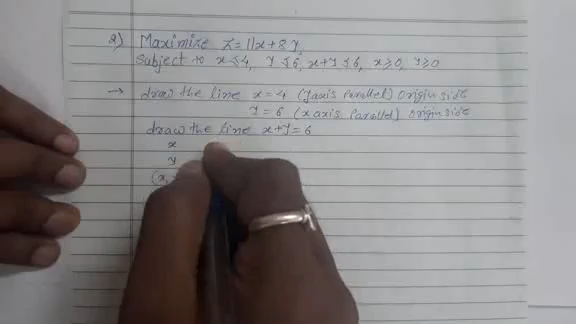 2) Maximize z = 11x + 8y,
Subject to x ≤ 4, y ≤ 6, x + y ≤ 6, x ≥ 0, y ≥ 0
→ draw the line x = 4 (y axis parallel) origin side
y = 6 (x axis parallel) origin side
draw the line x + y = 6
x
y
(x,